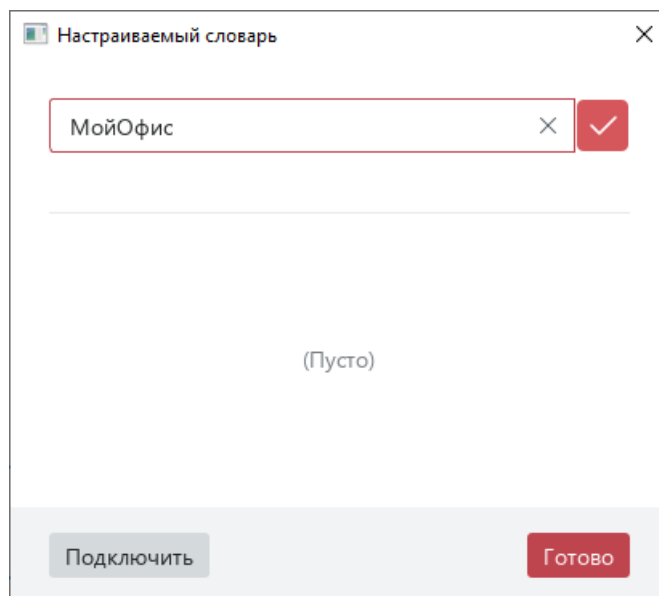 Настраиваемый словарь
МойОфис
(Пусто)
Подключить
Готово